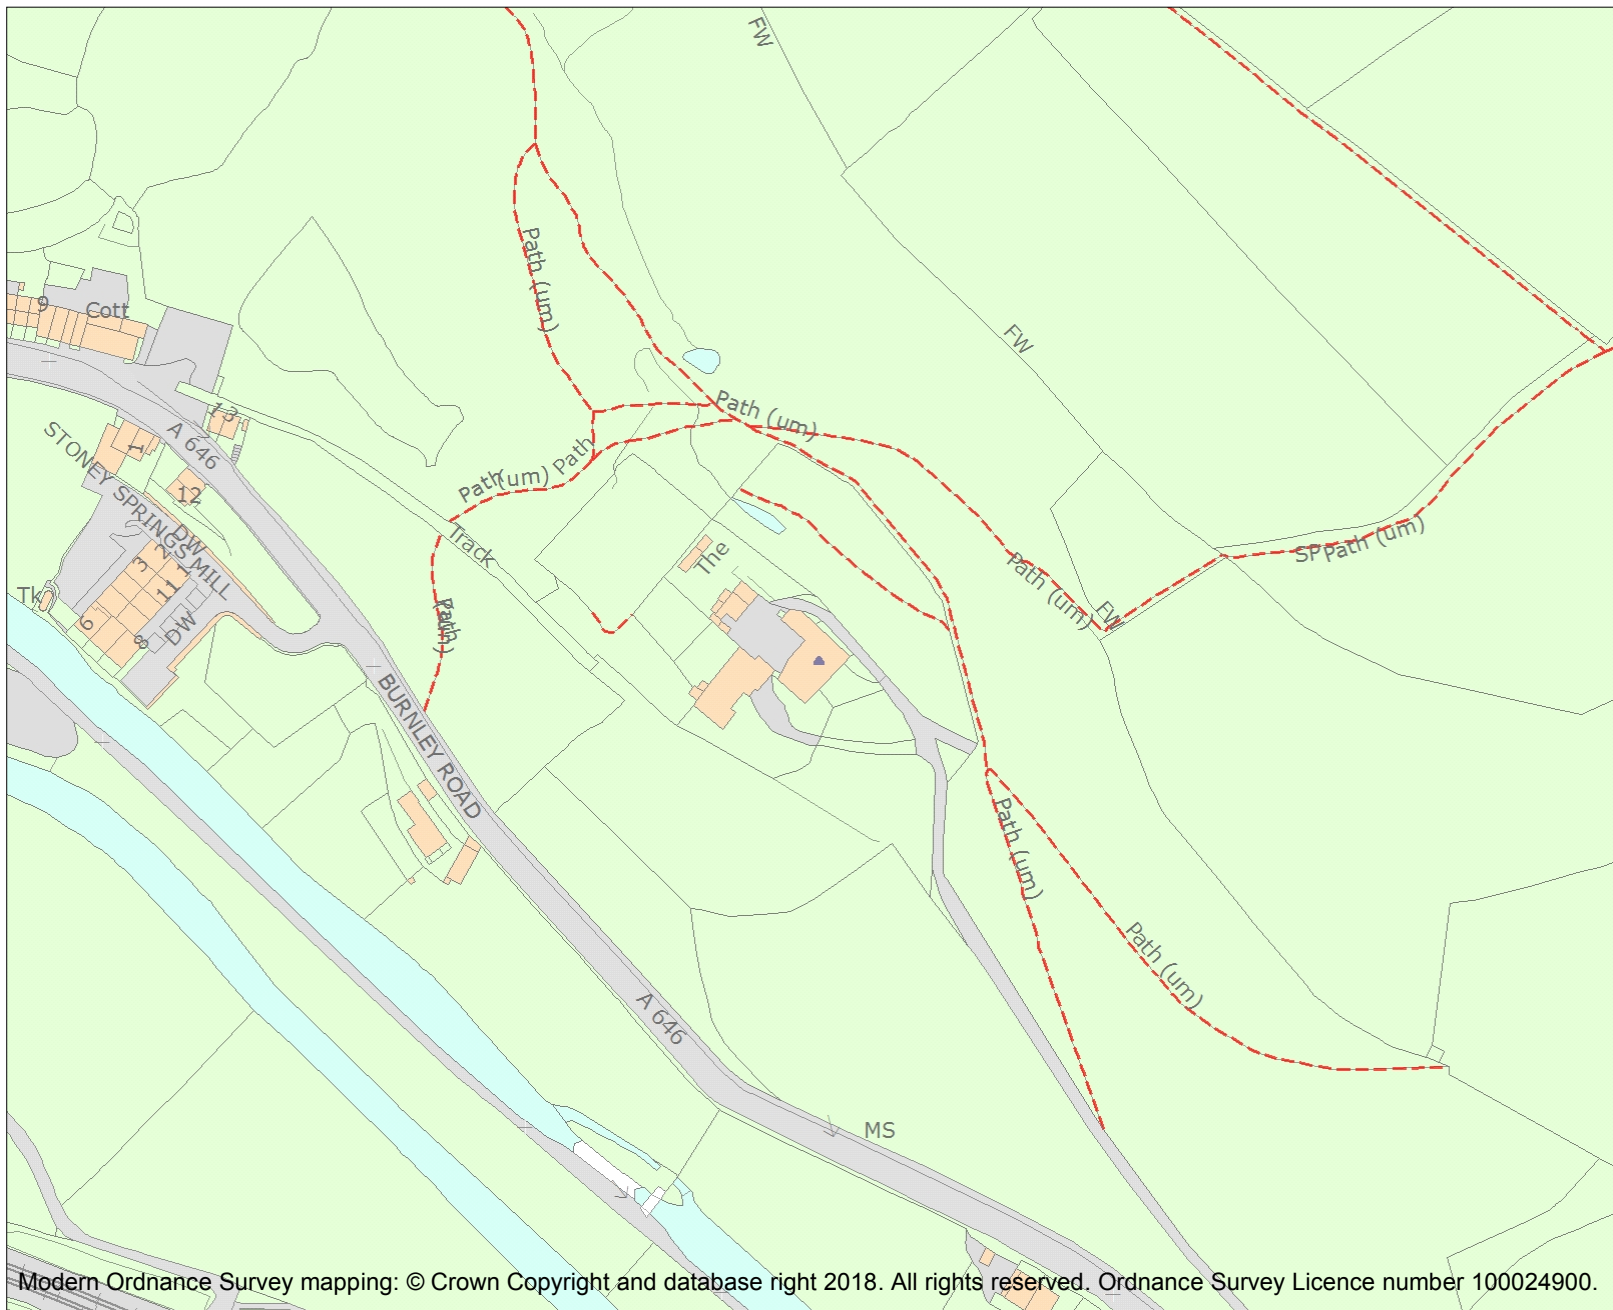 FW
Path (um)
9
Cott
FW
13
A 646
1
Path (um)
Path
Path (um)
STONEY SPRINGS MILL
12
DW
Track
SP
Path (um)
The
2
3
1
11
Path (um)
FW
Tk
6
8
DW
Path
(um)
BURNLEY ROAD
Path (um)
Path (um)
A 646
MS
Modern Ordnance Survey mapping: © Crown Copyright and database right 2018. All rights reserved. Ordnance Survey Licence number 100024900.